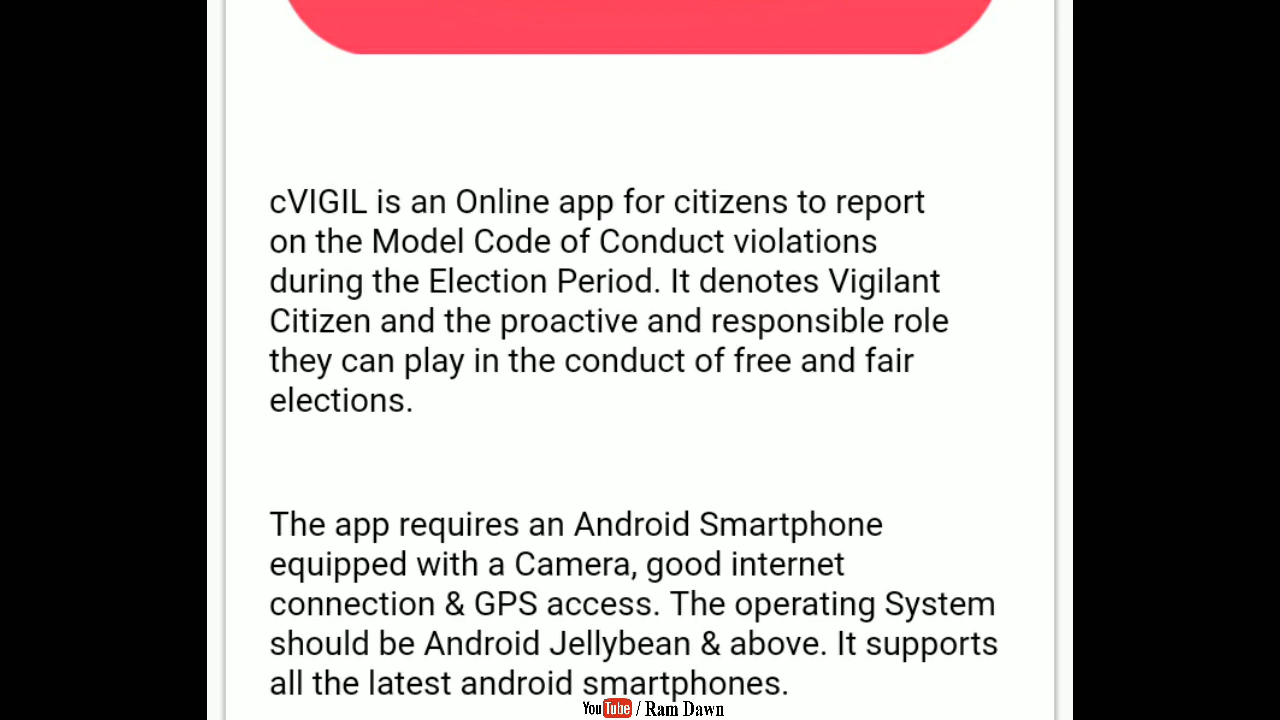 cVIGIL is an Online app for citizens to report
on the Model Code of Conduct violations
during the Election Period. It denotes Vigilant
Citizen and the proactive and responsible role
they can play in the conduct of free and fair
elections.
The app requires an Android Smartphone
equipped with a Camera, good internet
connection & GPS access. The operating System
should be Android Jellybean & above. It supports
all the latest android smartphones.
YouTube / Ram Dawn